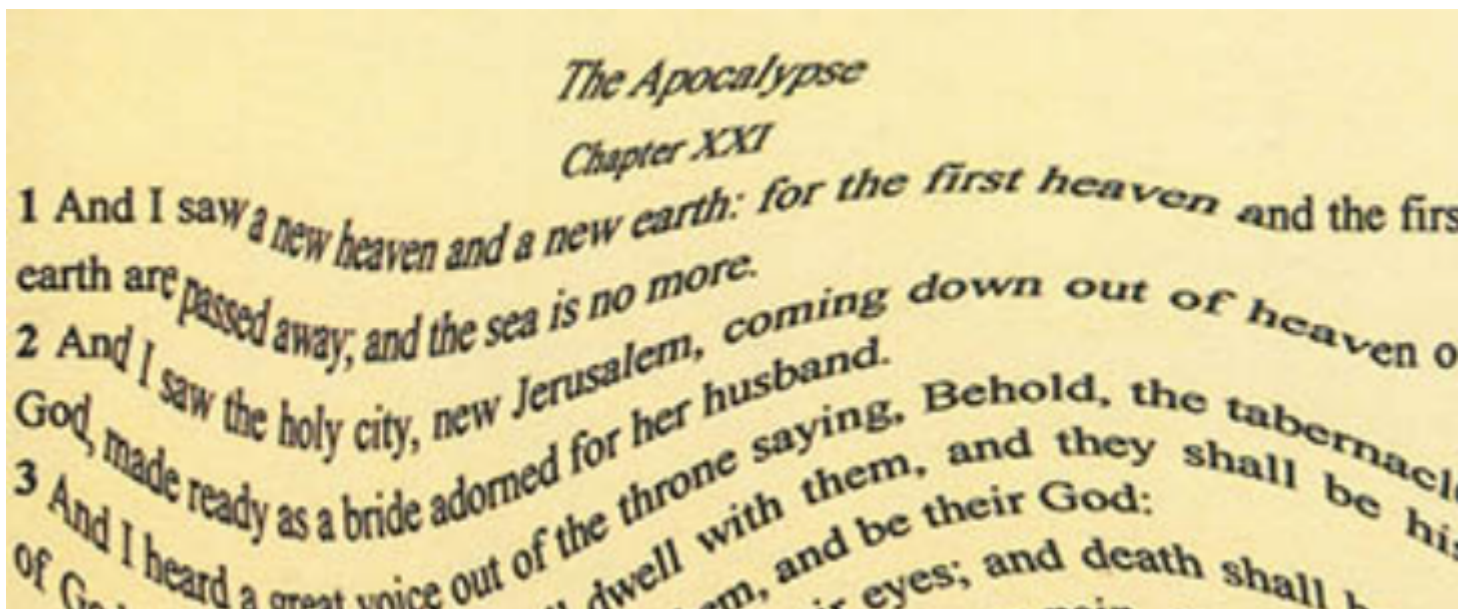 The Apocalypse
Chapter XXI
1 And I saw a new heaven and a new earth: for the first heaven and the firs
earth are passed away; and the sea is no more.
2 And I saw the holy city, new Jerusalem, coming down out of heaven o
God, made ready as a bride adorned for her husband.
3 And I heard a great voice out of the throne saying, Behold, the tabernacle
of God dwell with them, and they shall be his
and be their God:
eyes; and death shall